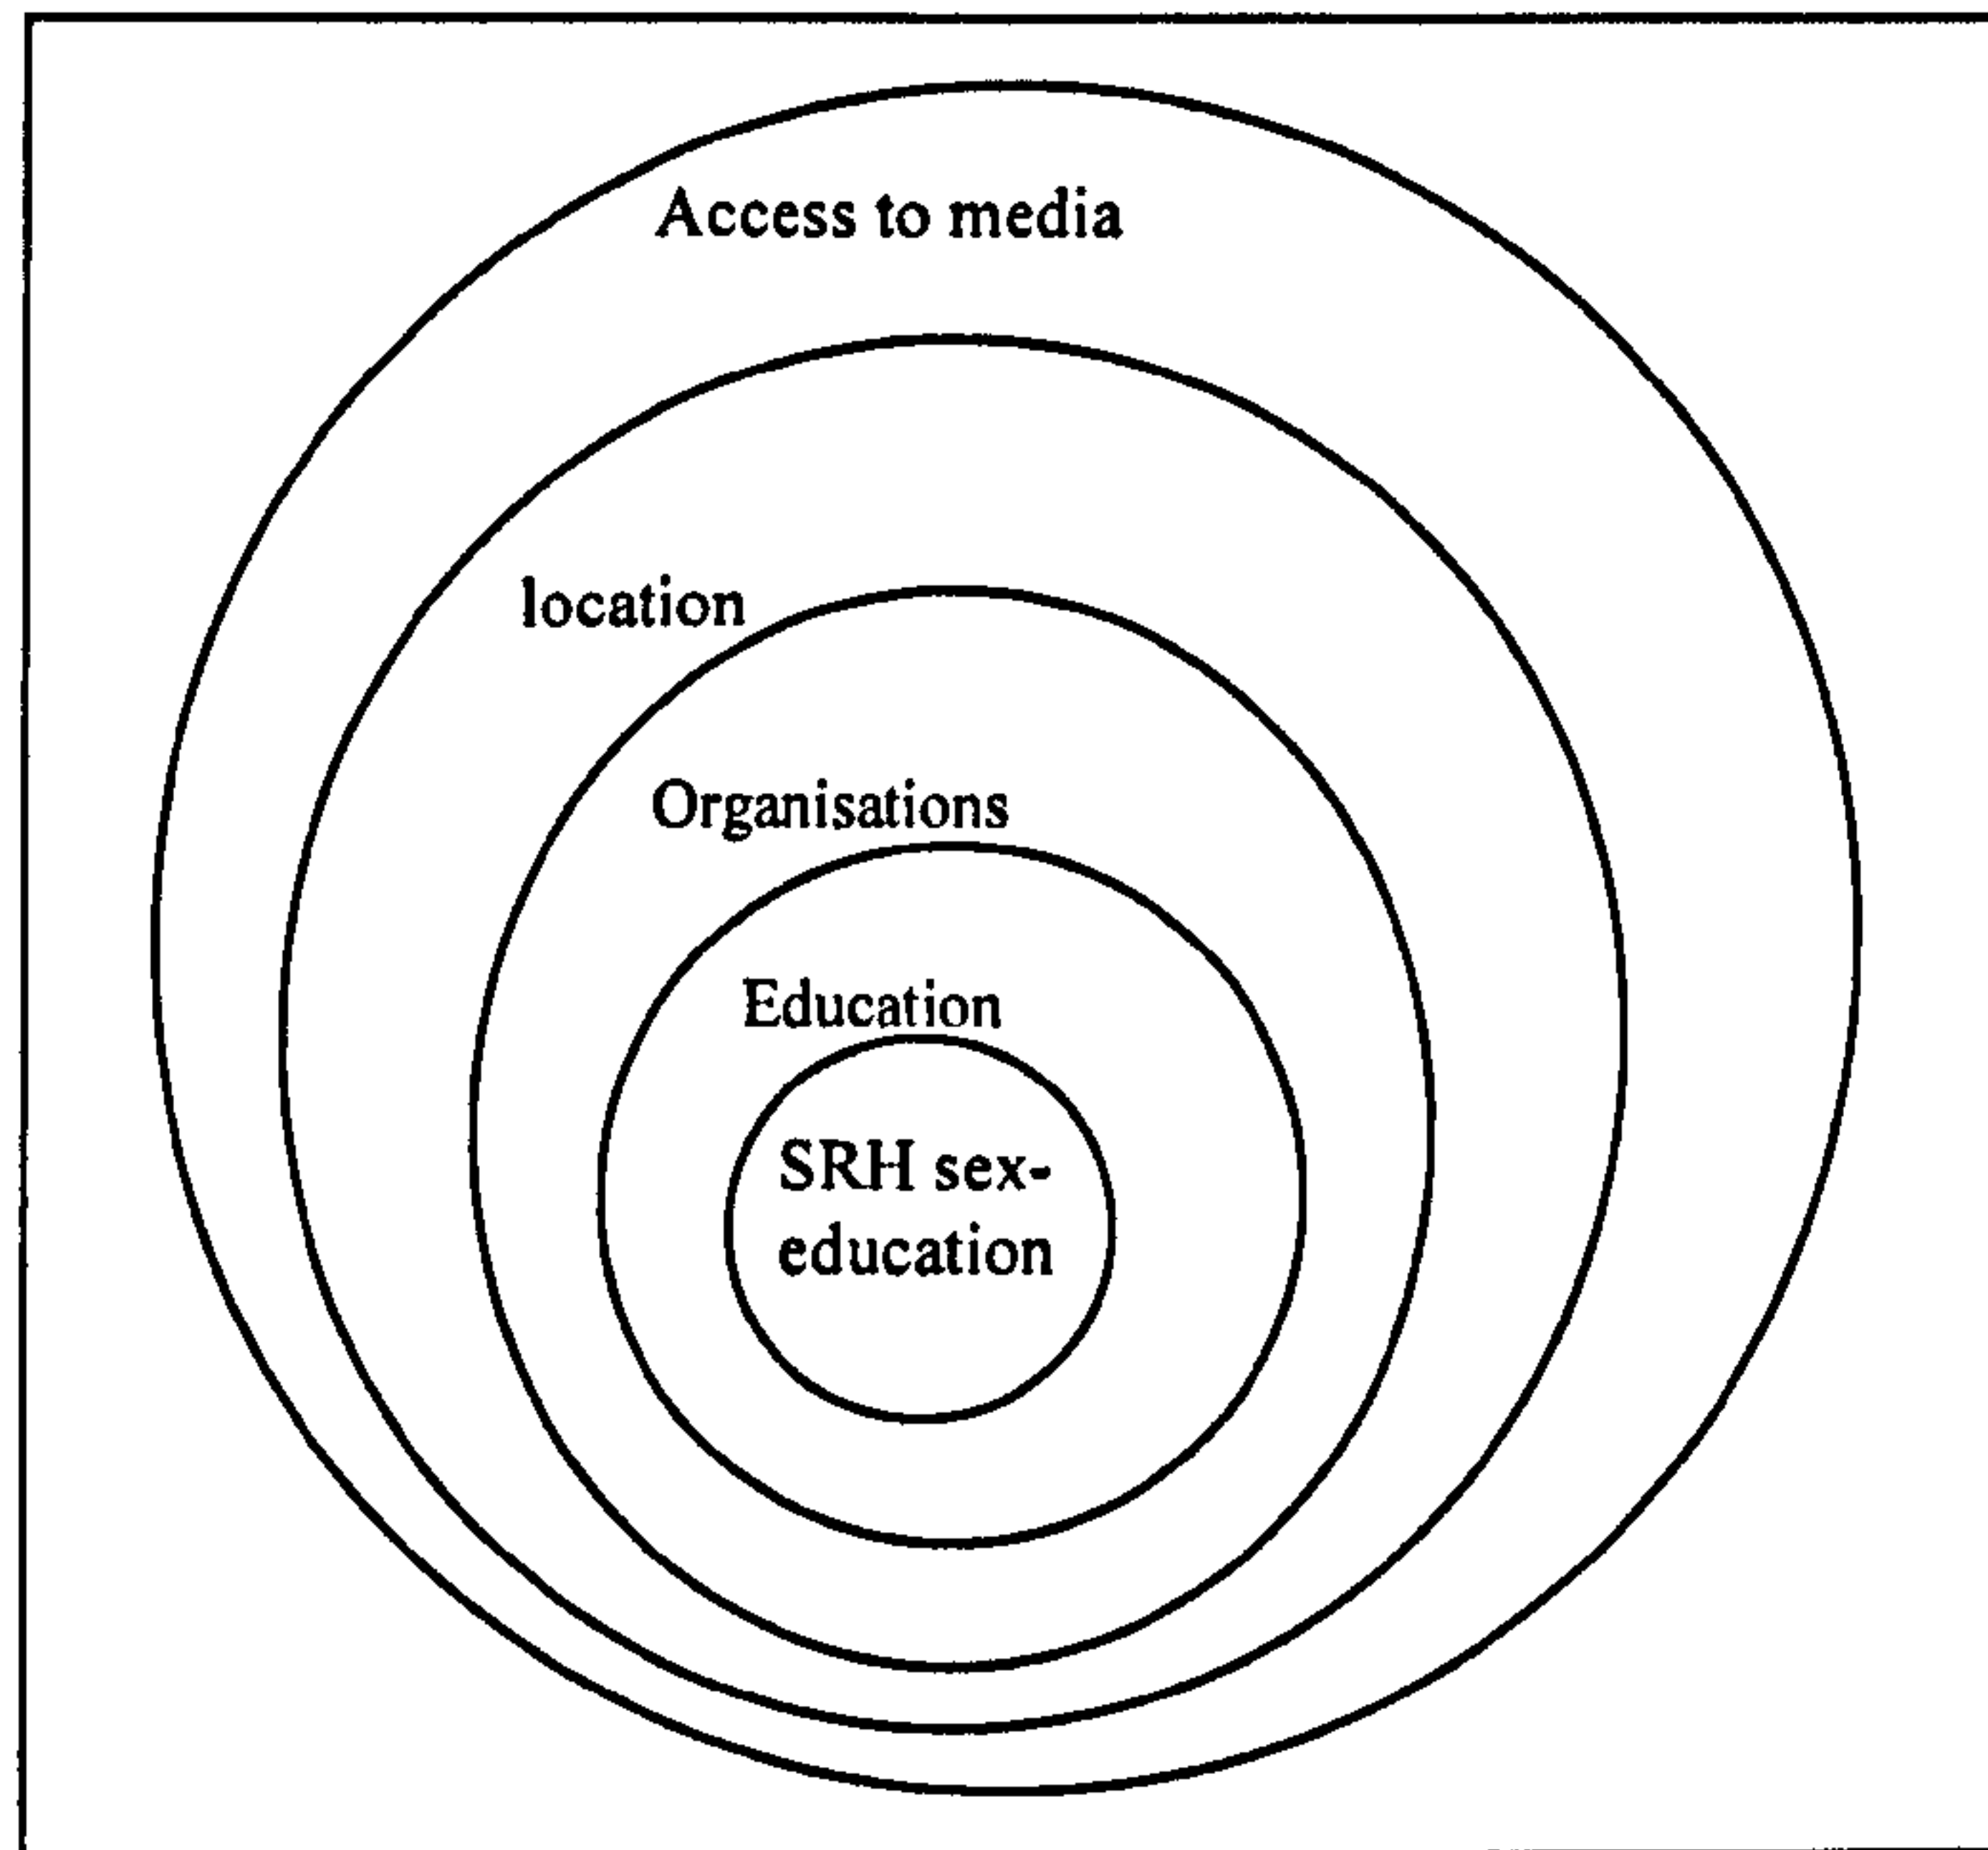 Access to media
location
Organisations
Education
SRH sex-
education